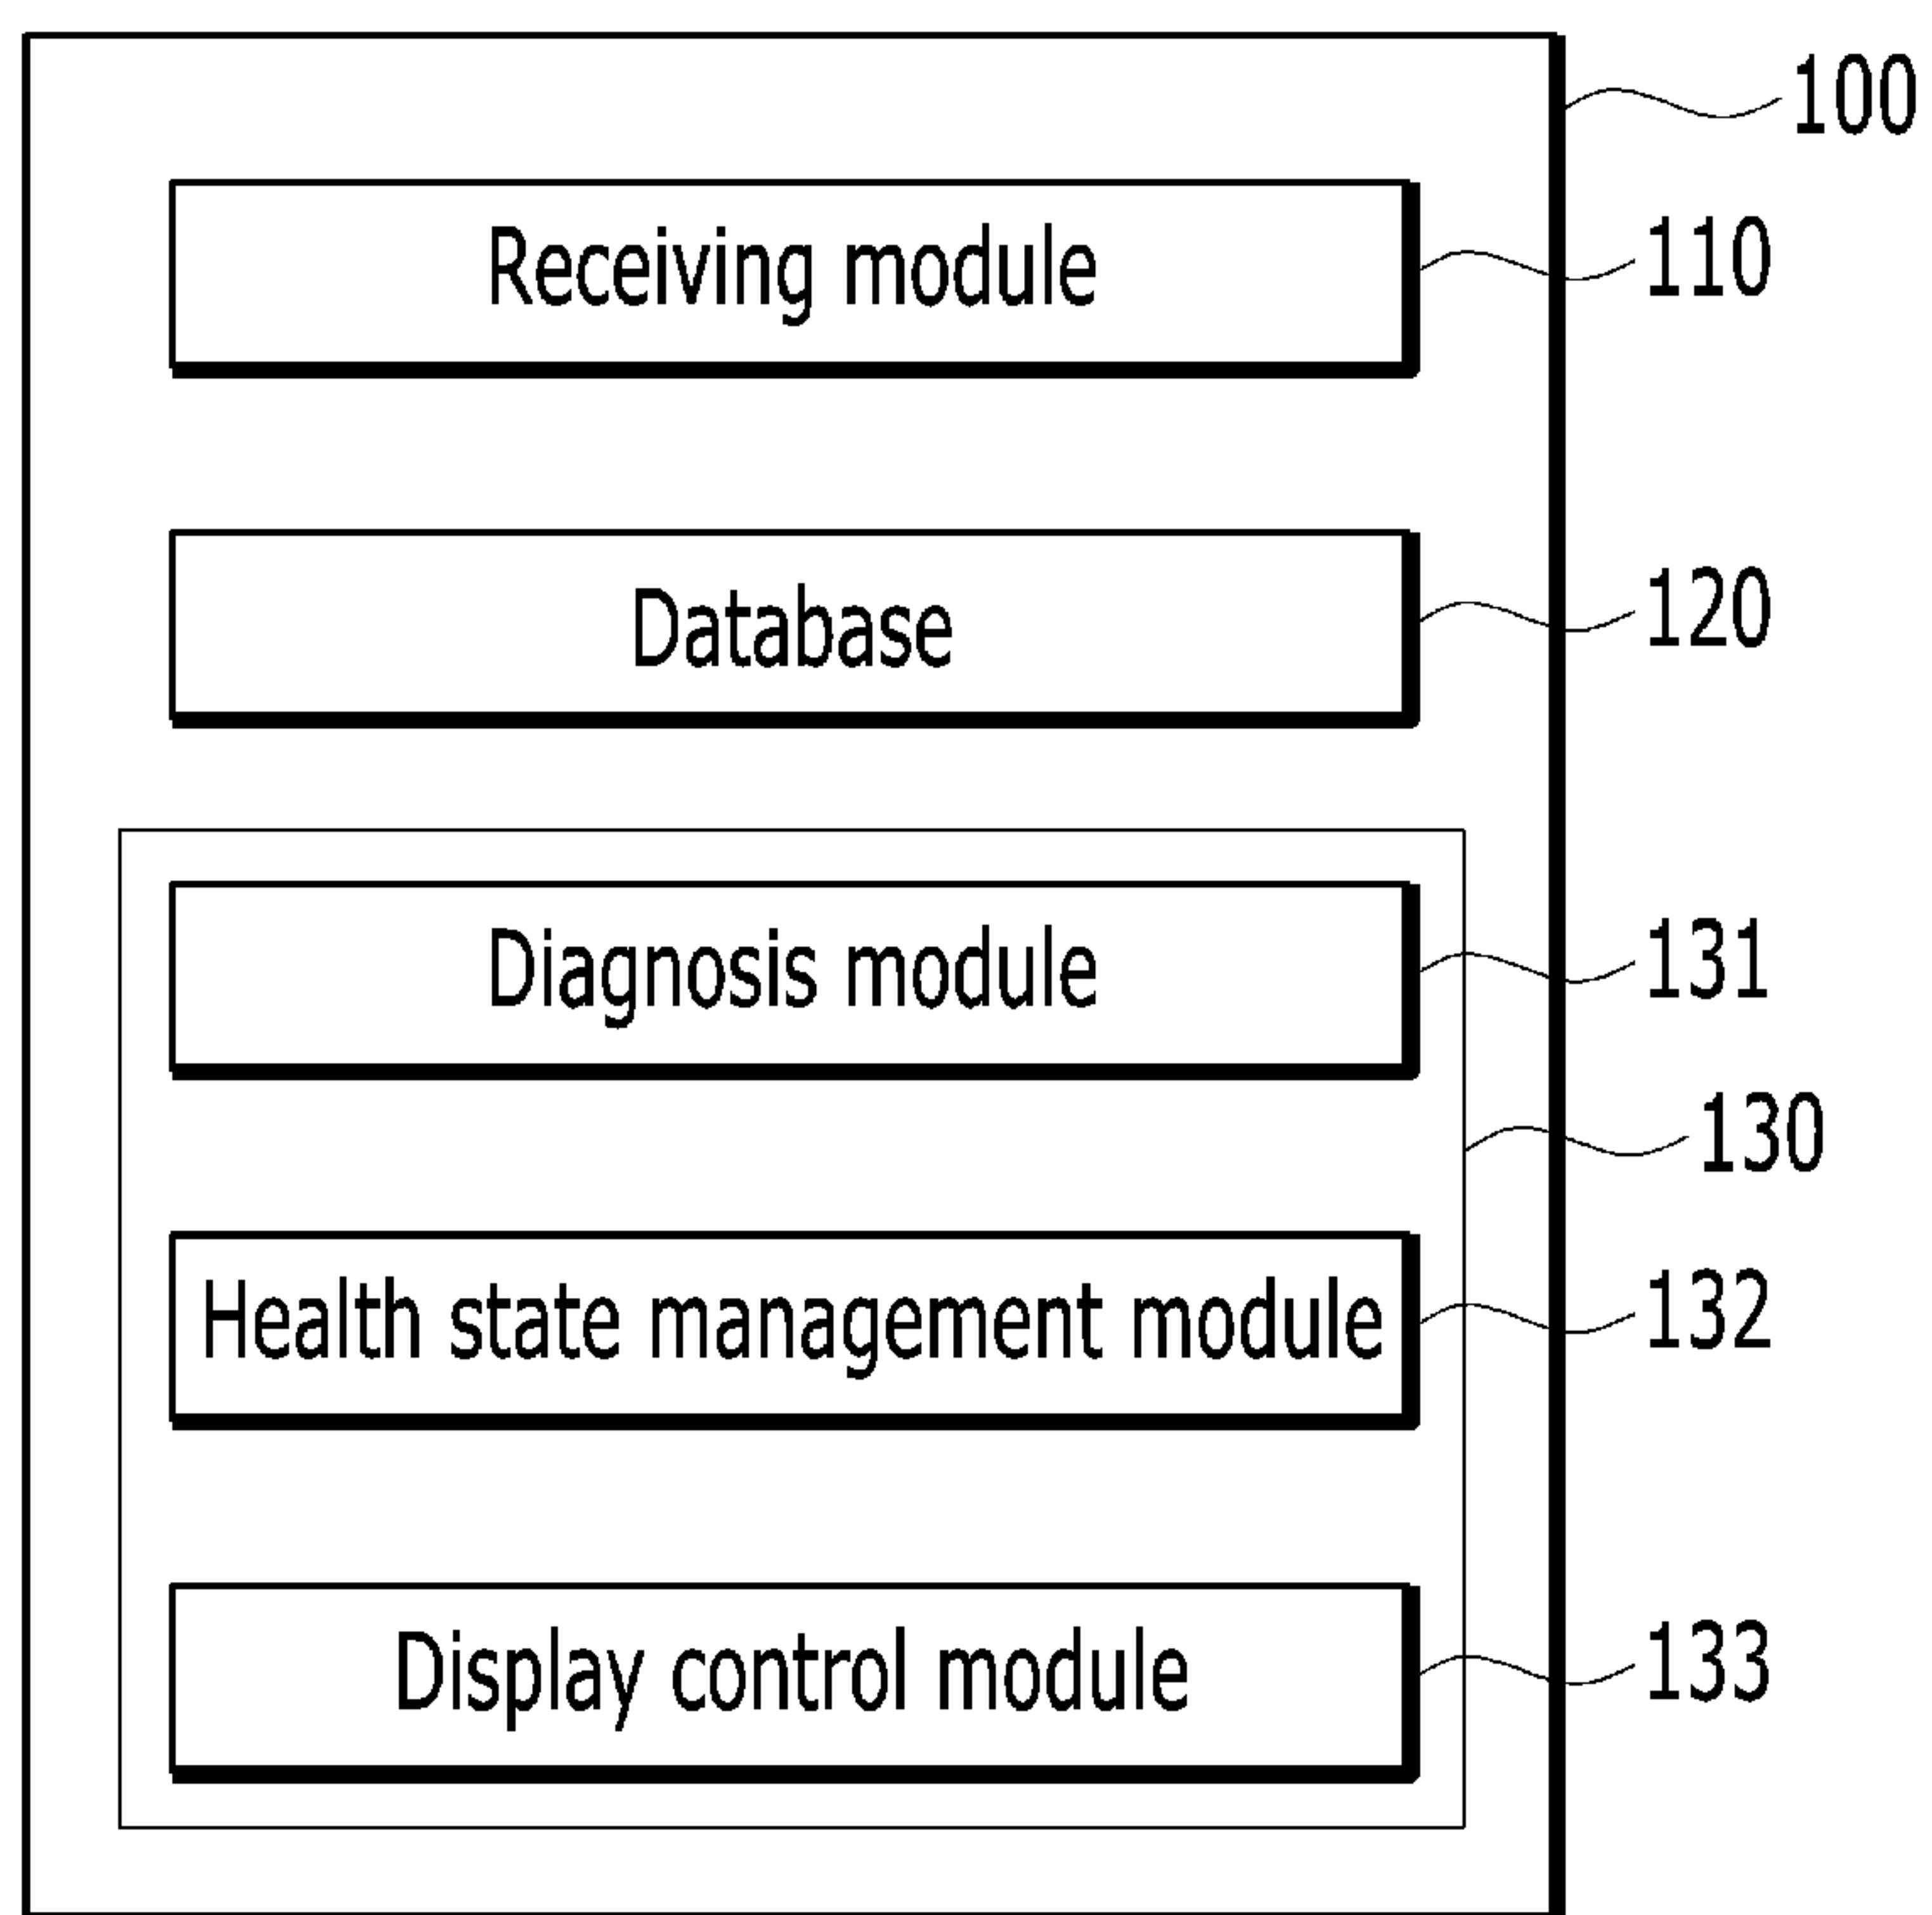 100
Receiving module 110
Database 120
Diagnosis module 131
130
Health state management module 132
Display control module 133